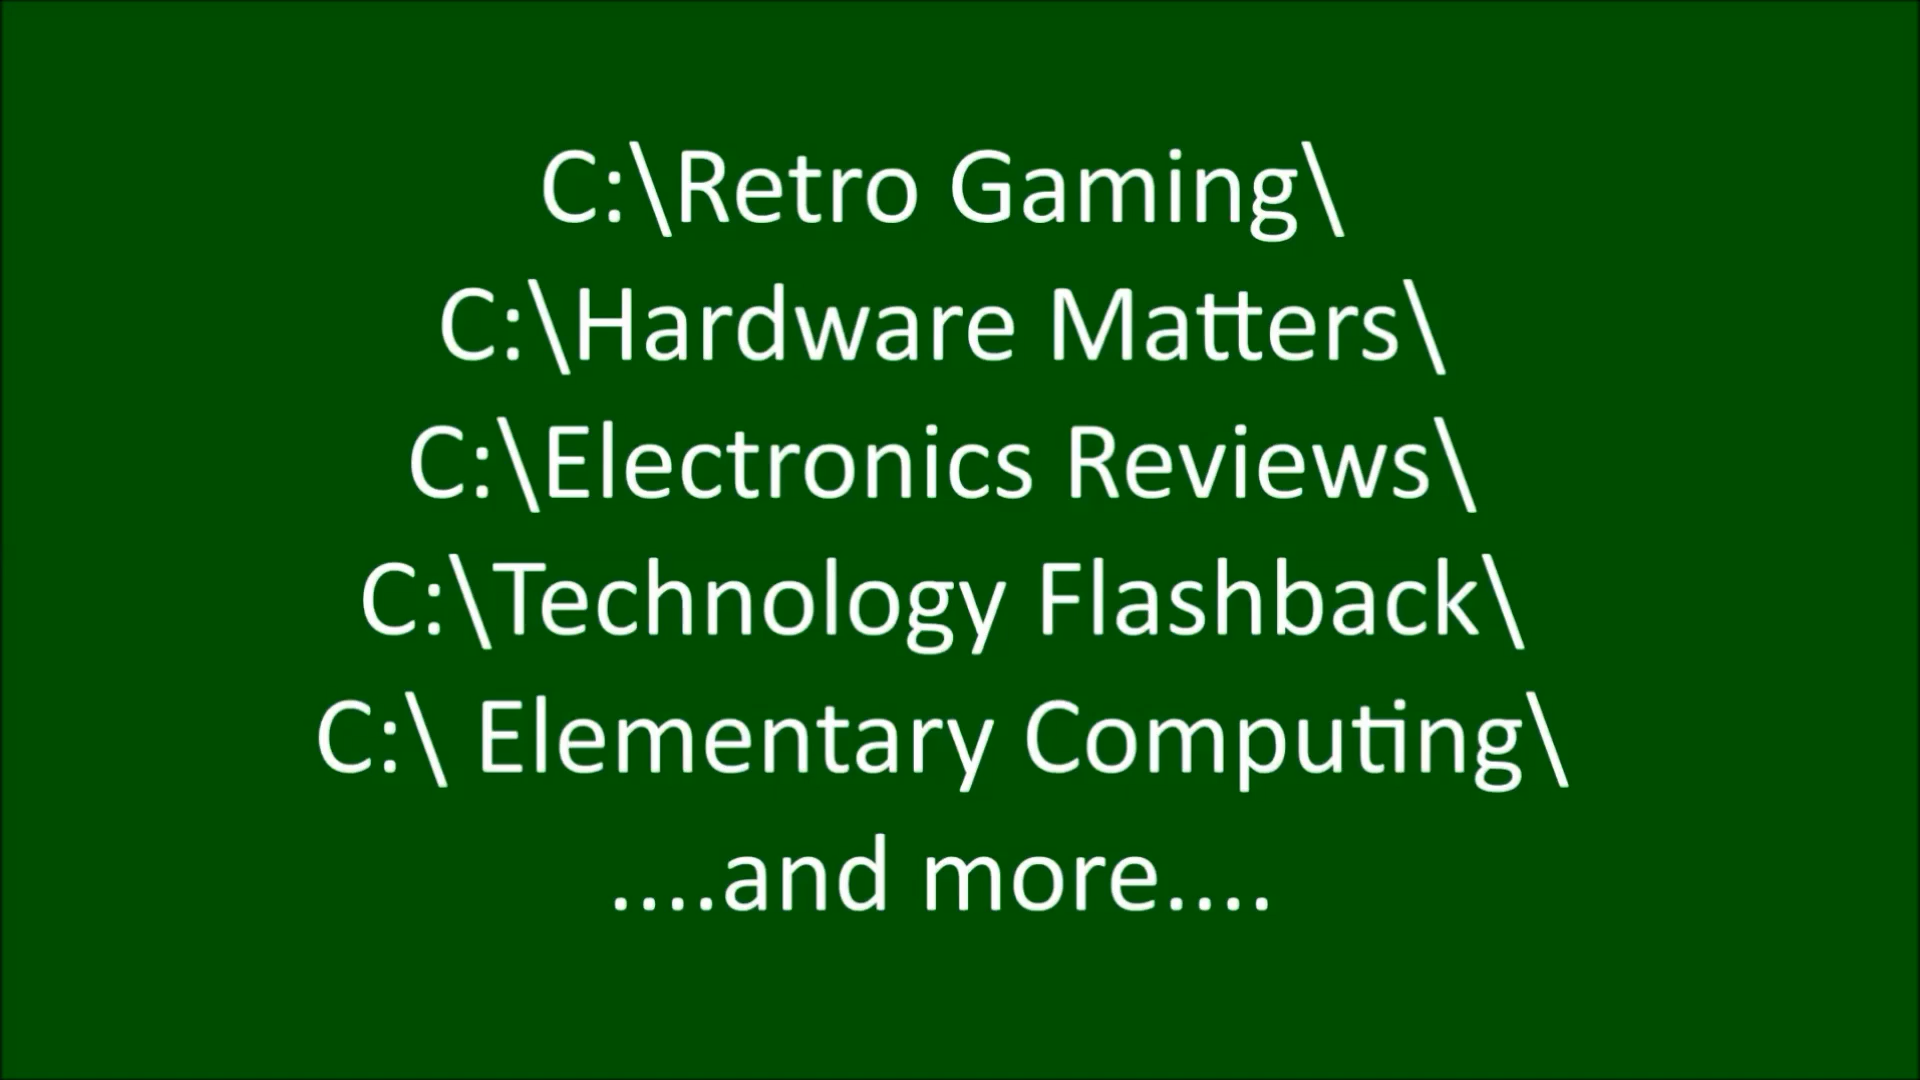 C:\Retro Gaming\
C:\Hardware Matters\
C:\Electronics Reviews\
C:\Technology Flashback\
C:\ Elementary Computing\
....and more....